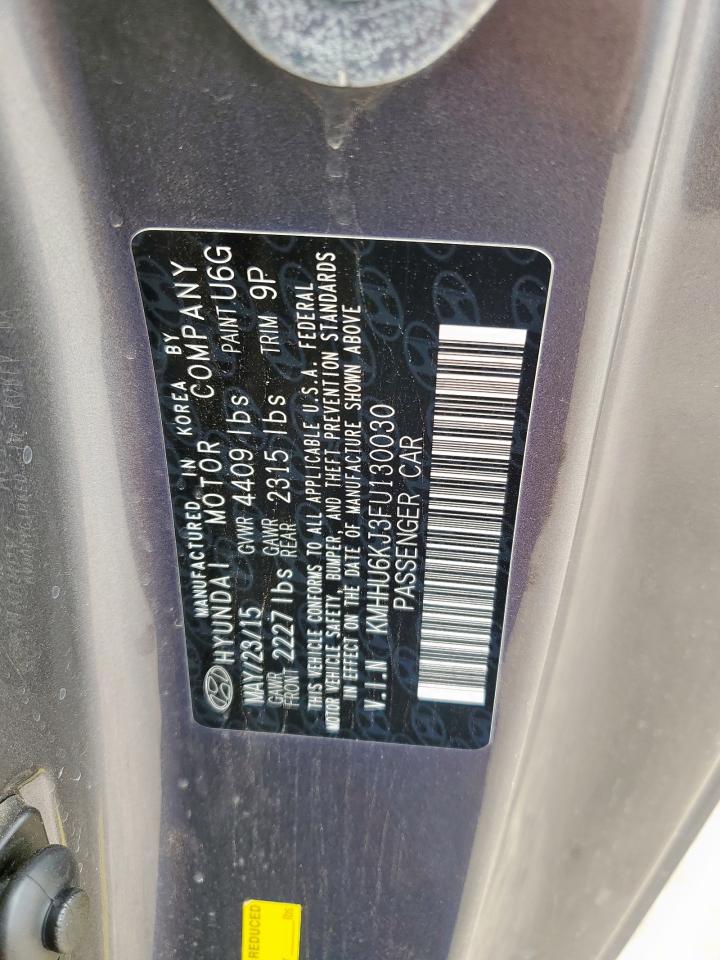 MANUFACTURED IN KOREA BY
HYUNDAI MOTOR COMPANY
MAY/23/15 GVWR 4409 lbs PAINT U6G
GAWR FRONT 2227 lbs GAWR REAR 2315 lbs TRIM 9P
THIS VEHICLE CONFORMS TO ALL APPLICABLE U.S.A. FEDERAL
MOTOR VEHICLE SAFETY, BUMPER, AND THEFT PREVENTION STANDARDS
IN EFFECT ON THE DATE OF MANUFACTURE SHOWN ABOVE
V.I.N KMHHU6KJ3FU130030
PASSENGER CAR
REDUCED
lbs